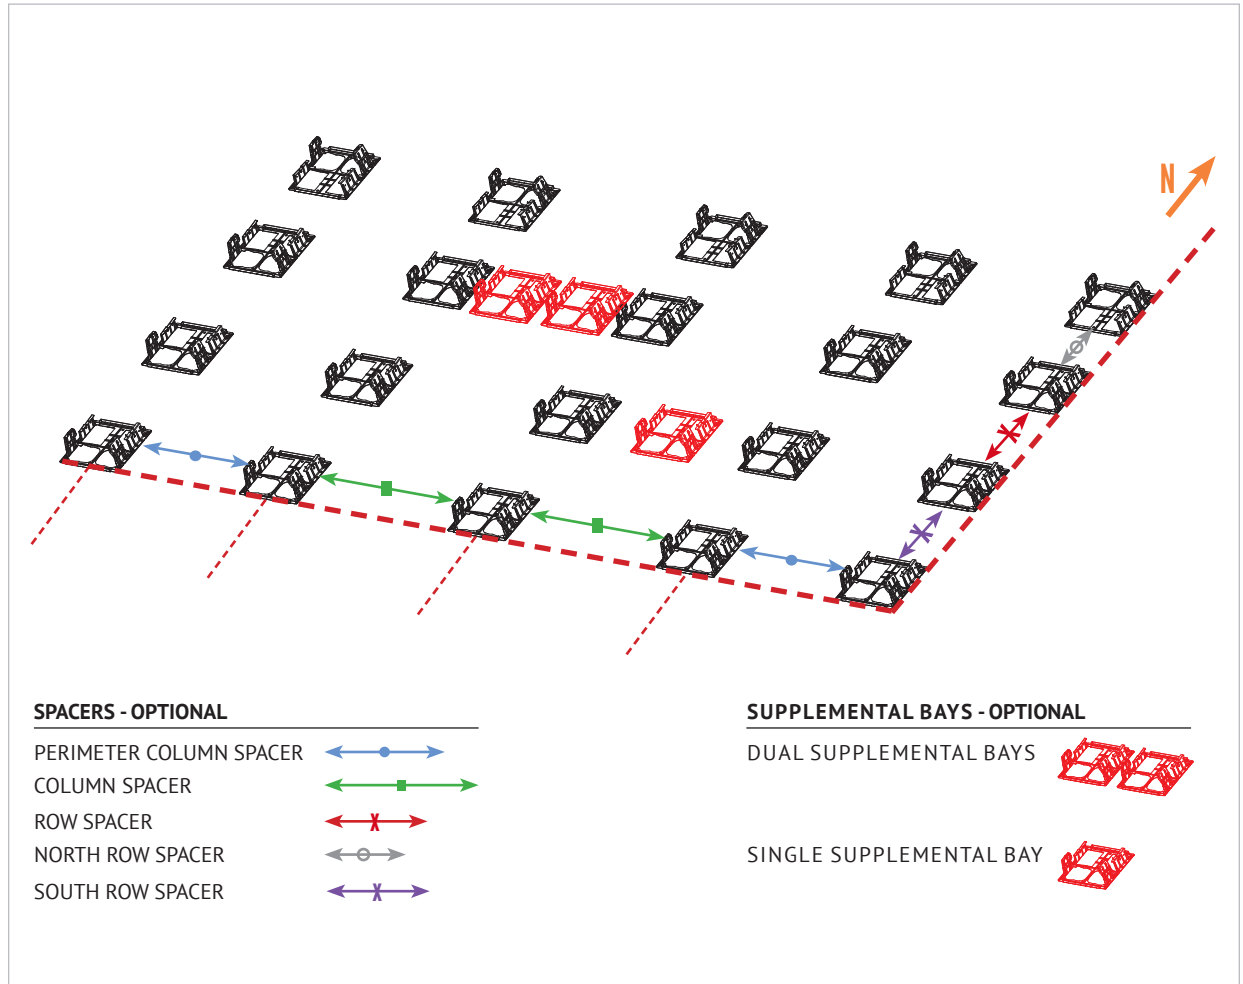 N
SPACERS - OPTIONAL
PERIMETER COLUMN SPACER
COLUMN SPACER
ROW SPACER
NORTH ROW SPACER
SOUTH ROW SPACER
SUPPLEMENTAL BAYS - OPTIONAL
DUAL SUPPLEMENTAL BAYS
SINGLE SUPPLEMENTAL BAY